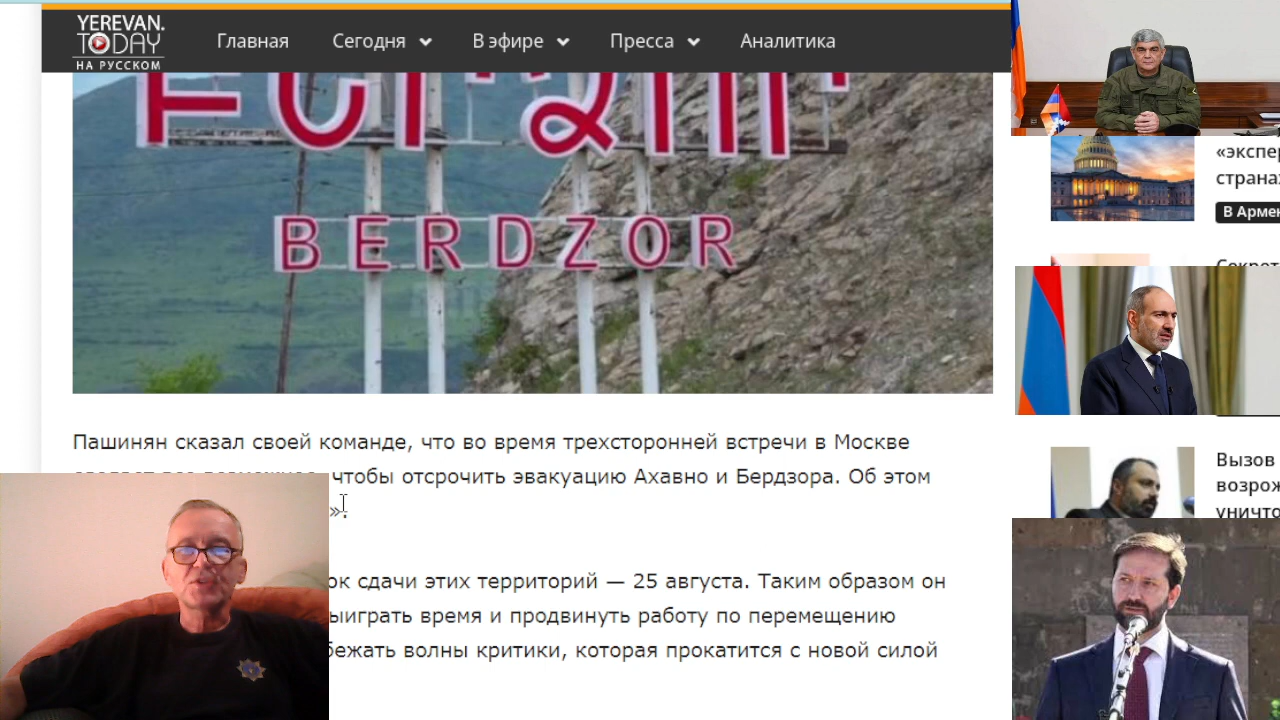 YEREVAN.
TODAY
НА РУССКОМ
Главная Сегодня В эфире Пресса Аналитика
BERDZOR
«экспер
страна
В Арме
Пашинян сказал своей команде, что во время трехсторонней встречи в Москве
чтобы отсрочить эвакуацию Ахавно и Бердзора. Об этом
».
ок сдачи этих территорий — 25 августа. Таким образом он
ыиграть время и продвинуть работу по перемещению
бежать волны критики, которая прокатится с новой силой
Вызов
возрож
уничто